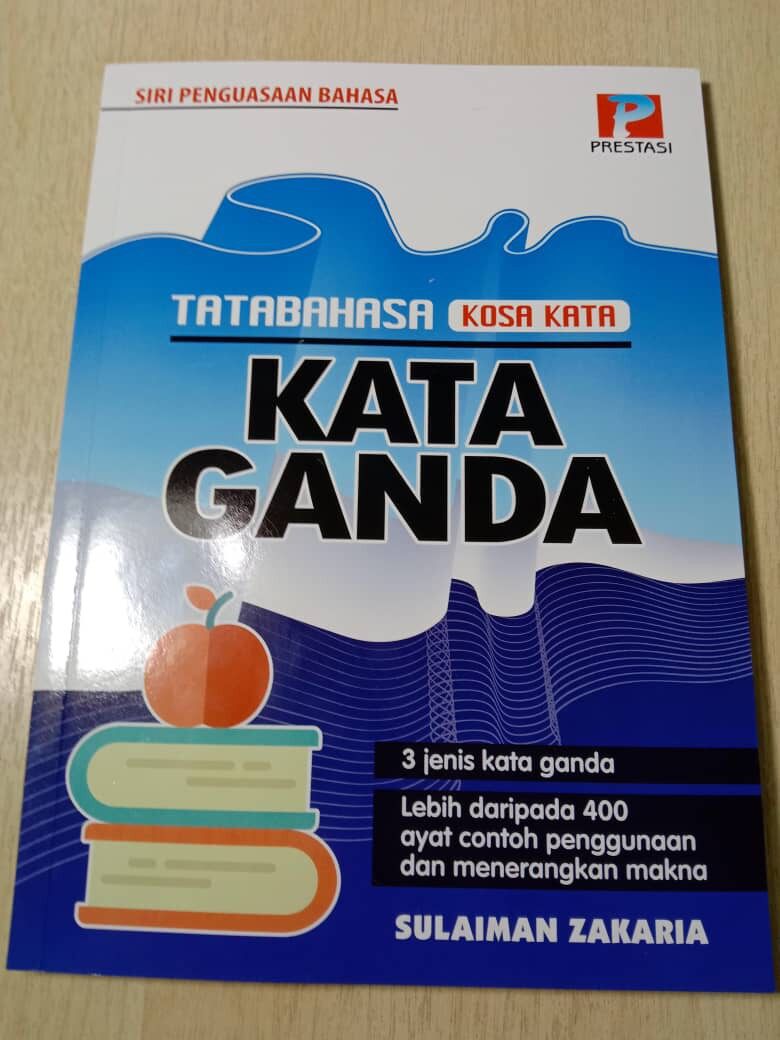 SIRI PENGUASAAN BAHASA
P
PRESTASI
TATABAHASA KOSA KATA
KATA
GANDA
3 jenis kata ganda
Lebih daripada 400
ayat contoh penggunaan
dan menerangkan makna
SULAIMAN ZAKARIA